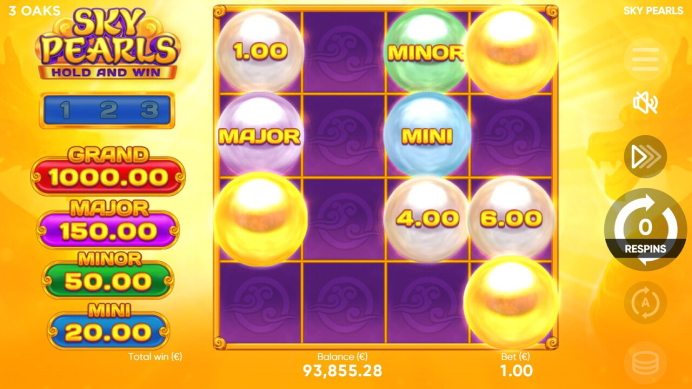 3 OAKS
SKY PEARLS
SKY
PEARLS
HOLD AND WIN
1 2 3
GRAND
1000.00
MAJOR
150.00
MINOR
50.00
MINI
20.00
1.00
MINOR
MAJOR
MINI
4.00
6.00
0
RESPINS
A
Total win (€)
Balance (€)
93,855.28
Bet (€)
1.00